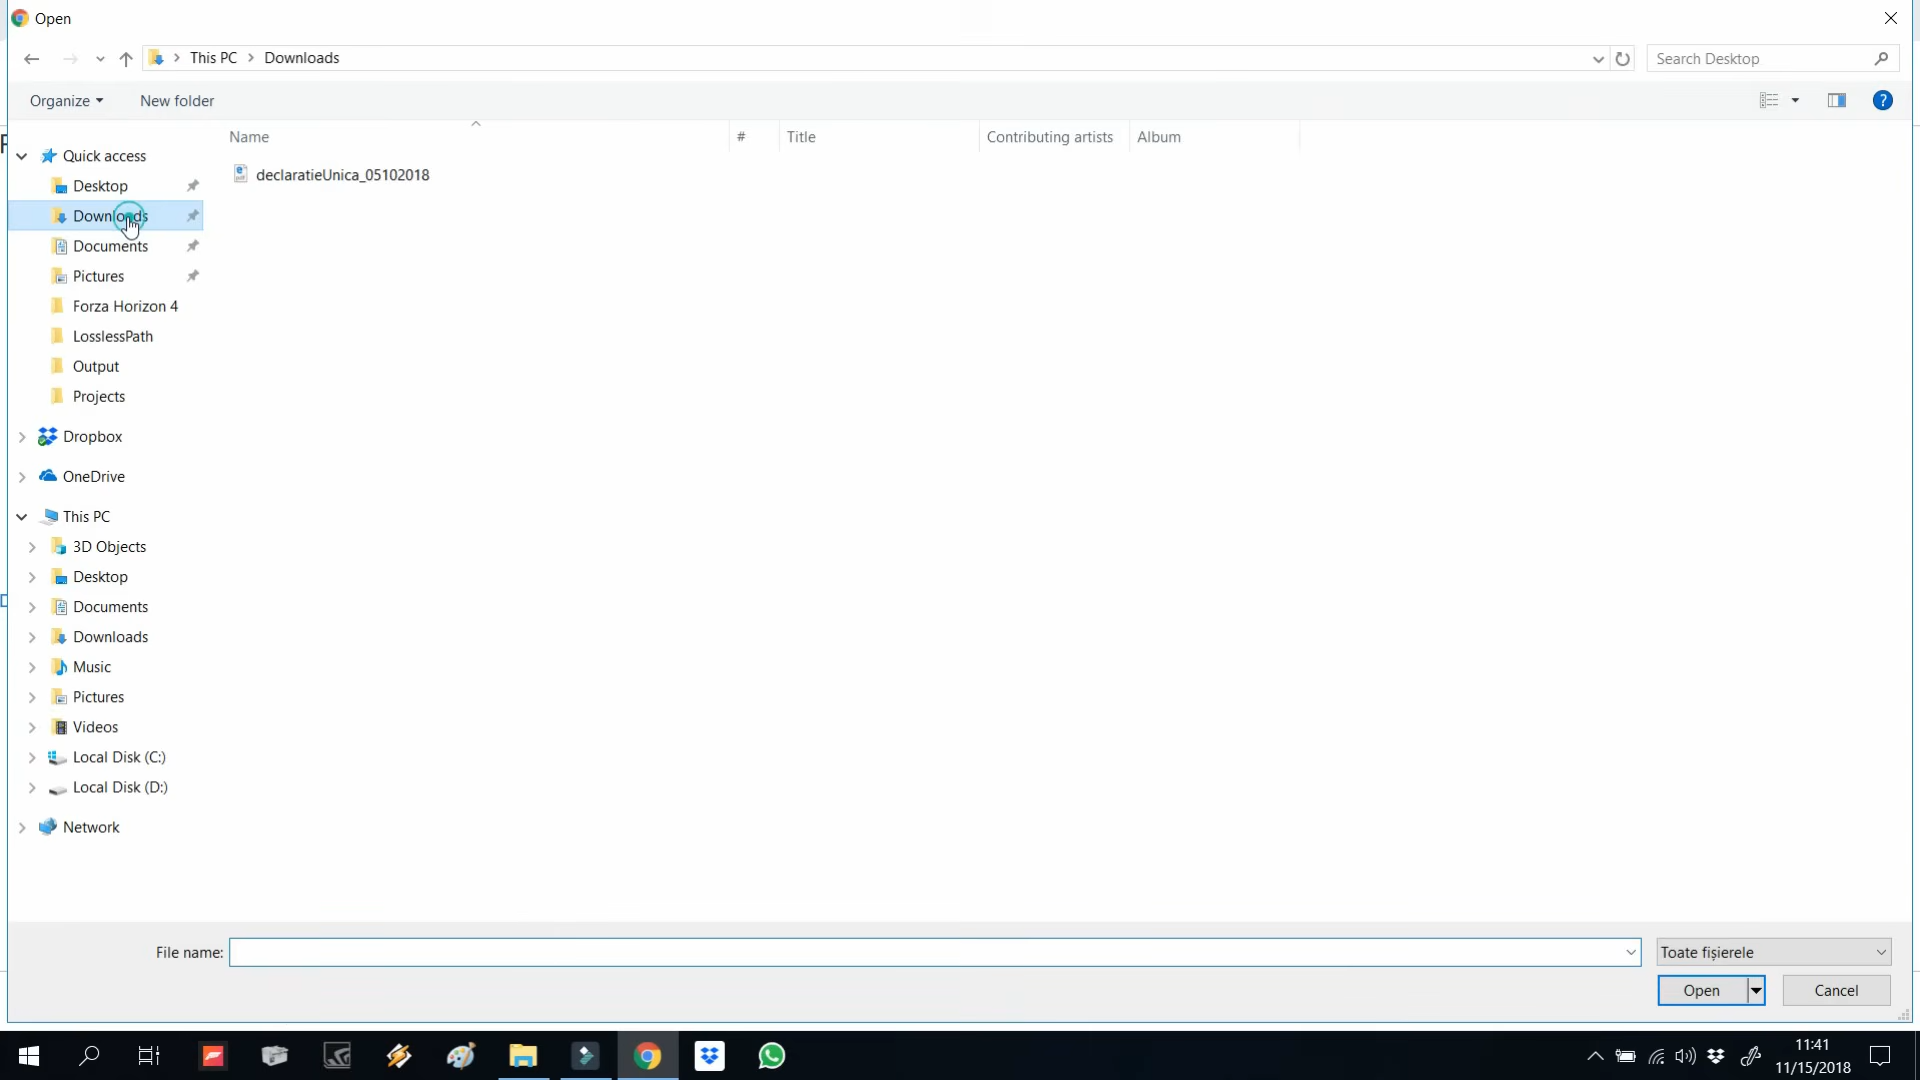 Open
This PC > Downloads
Search Desktop
Organize
New folder
Name
#
Title
Contributing artists
Album
declaratieUnica_05102018
Quick access
Desktop
Downloads
Documents
Pictures
Forza Horizon 4
LosslessPath
Output
Projects
Dropbox
OneDrive
This PC
3D Objects
Desktop
Documents
Downloads
Music
Pictures
Videos
Local Disk (C:)
Local Disk (D:)
Network
File name:
Toate fișierele
Open
Cancel
11:41
11/15/2018